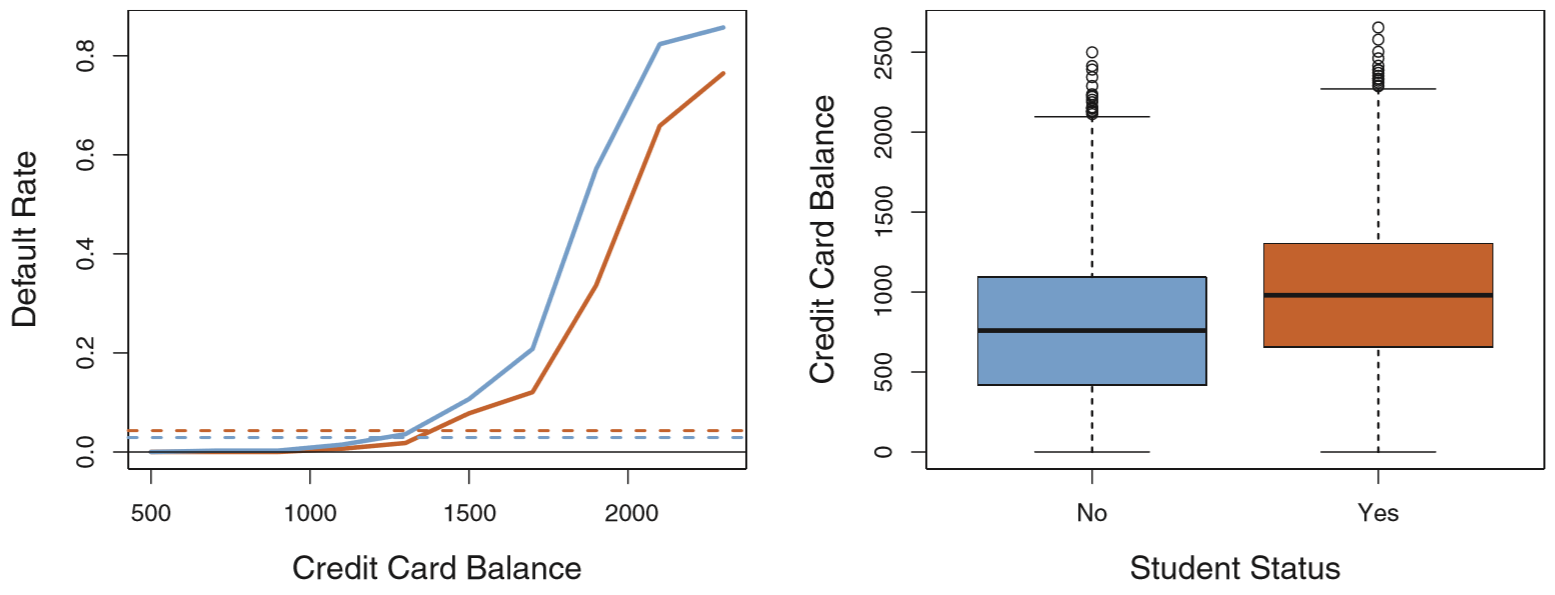 Default Rate
0.0
0.2
0.4
0.6
0.8
500 1000 1500 2000
Credit Card Balance
Credit Card Balance
0
500
1000
1500
2000
2500
No Yes
Student Status